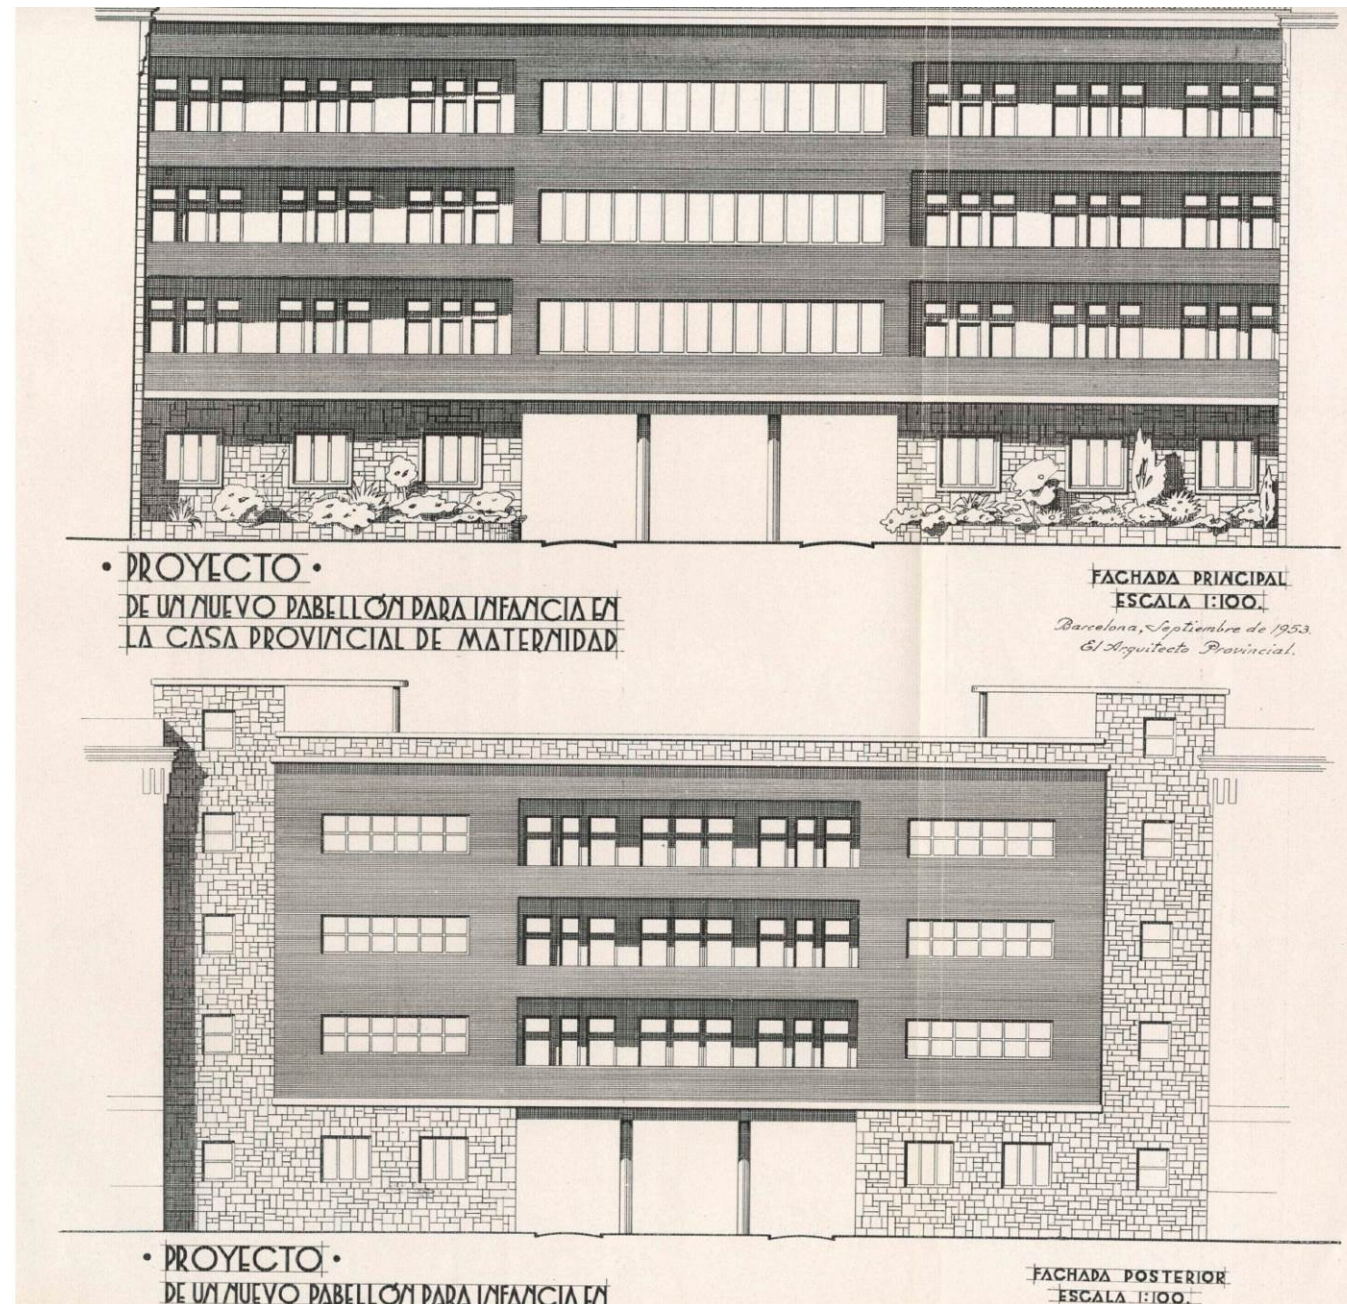 • PROYECTO •
DE UN NUEVO PABELLÓN PARA INFANCIA EN
LA CASA PROVINCIAL DE MATERNIDAD
FACHADA PRINCIPAL
ESCALA 1:100.
Barcelona, Septiembre de 1953.
El Arquitecto Provincial.
• PROYECTO •
DE UN NUEVO PABELLÓN PARA INFANCIA EN
FACHADA POSTERIOR
ESCALA 1:100.